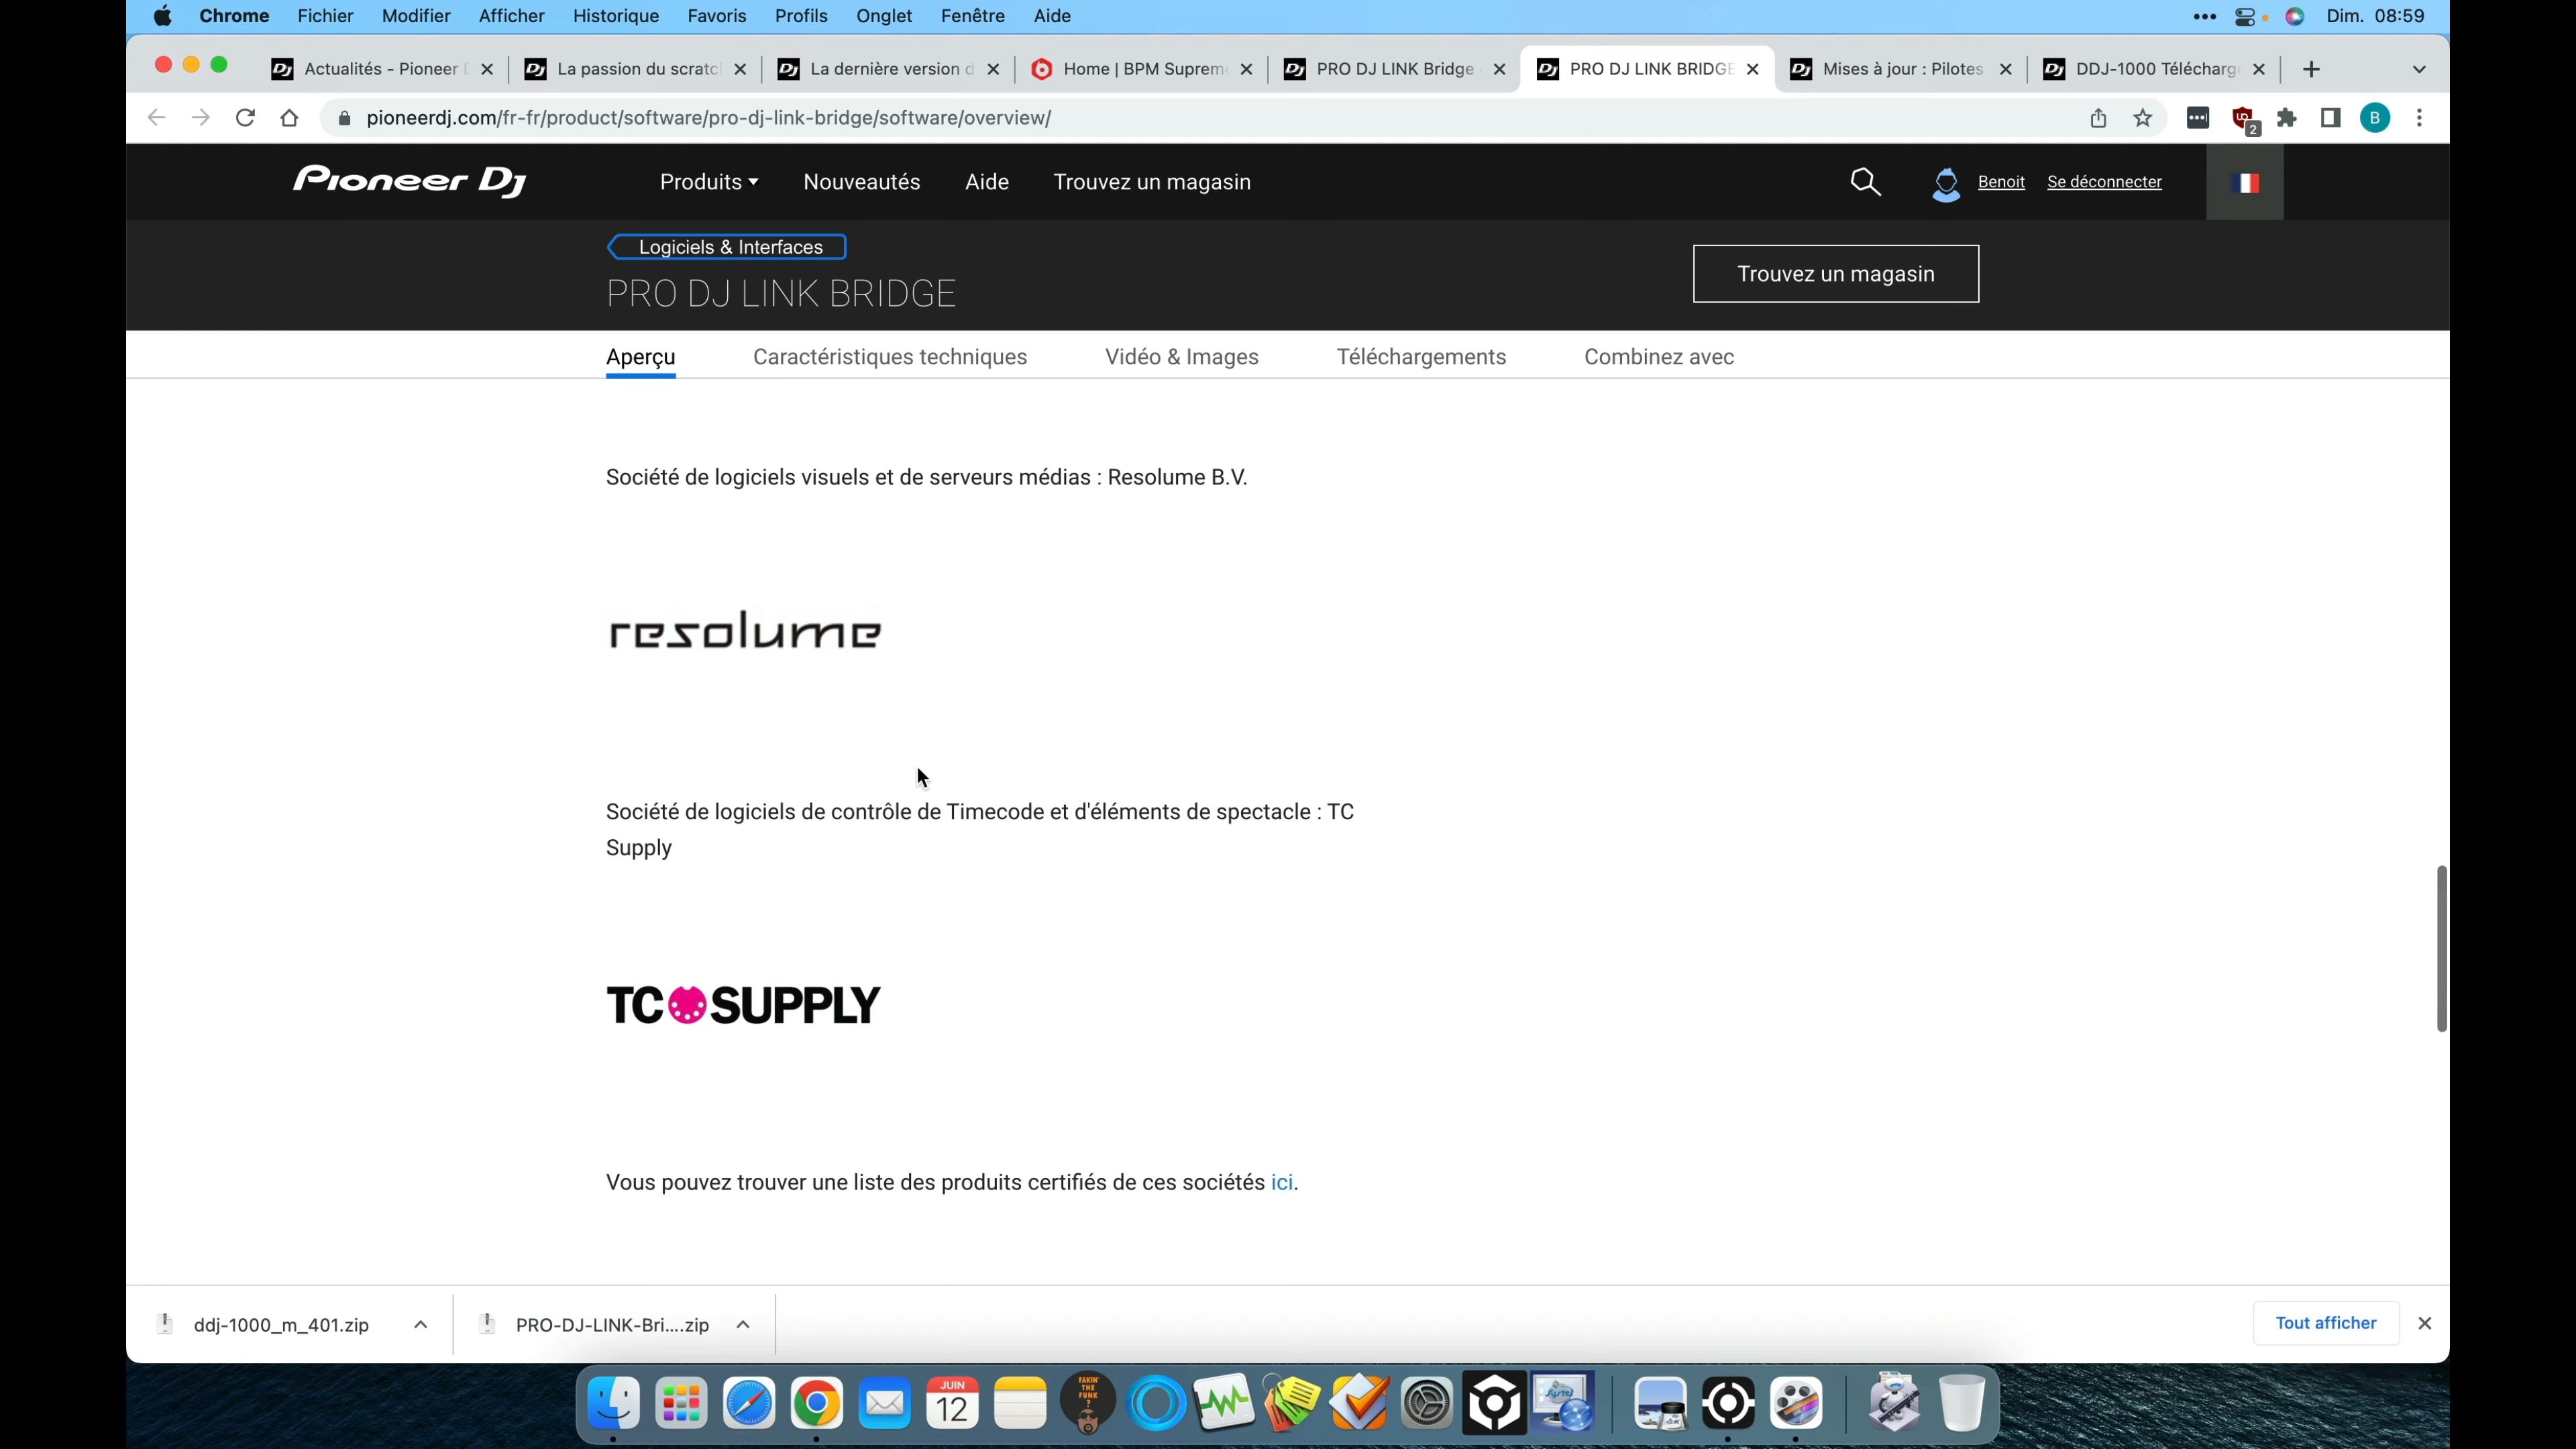 Chrome Fichier Modifier Afficher Historique Favoris Profils Onglet Fenêtre Aide Dim. 08:59
Actualités - Pioneer La passion du scratc La dernière version d Home | BPM Suprem PRO DJ LINK Bridge PRO DJ LINK BRIDGE Mises à jour : Pilotes DDJ-1000 Télécharg
pioneerdj.com/fr-fr/product/software/pro-dj-link-bridge/software/overview/ 2 B
Pioneer Dj Produits Nouveautés Aide Trouvez un magasin Benoit Se déconnecter
Logiciels & Interfaces
PRO DJ LINK BRIDGE
Trouvez un magasin
Aperçu Caractéristiques techniques Vidéo & Images Téléchargements Combinez avec
Société de logiciels visuels et de serveurs médias : Resolume B.V.
resolume
Société de logiciels de contrôle de Timecode et d'éléments de spectacle : TC
Supply
TC SUPPLY
Vous pouvez trouver une liste des produits certifiés de ces sociétés ici.
ddj-1000_m_401.zip PRO-DJ-LINK-Bri....zip Tout afficher
JUIN
12
FAKIN'
THE
FUNK
?